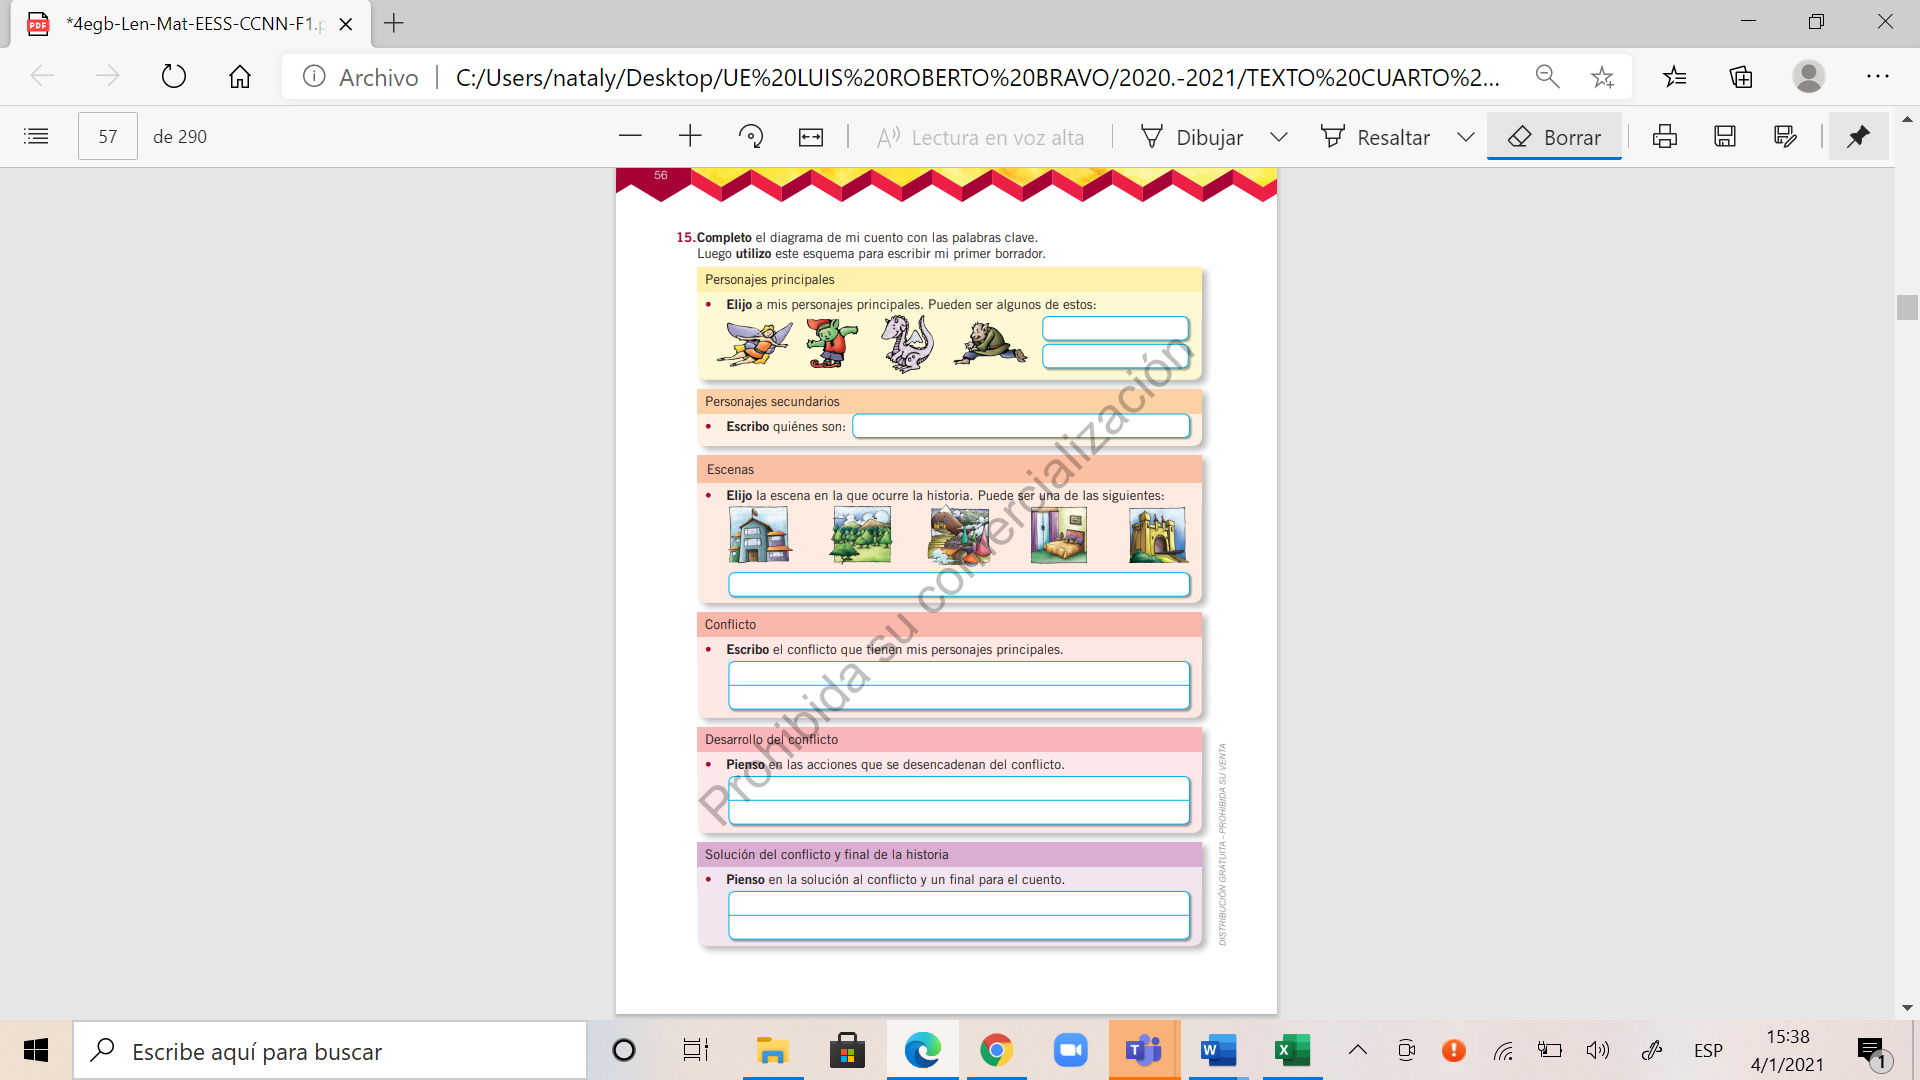 *4egb-Len-Mat-EESS-CCNN-F1.p
Archivo
C:/Users/nataly/Desktop/UE%20LUIS%20ROBERTO%20BRAVO/2020.-2021/TEXTO%20CUARTO%2...
57
de 290
Lectura en voz alta
Dibujar
Resaltar
Borrar
56
15. Completo el diagrama de mi cuento con las palabras clave.
Luego utilizo este esquema para escribir mi primer borrador.
Personajes principales
• Elijo a mis personajes principales. Pueden ser algunos de estos:
Personajes secundarios
• Escribo quiénes son:
Escenas
• Elijo la escena en la que ocurre la historia. Puede ser una de las siguientes:
Conflicto
• Escribo el conflicto que tienen mis personajes principales.
Desarrollo del conflicto
• Pienso en las acciones que se desencadenan del conflicto.
Solución del conflicto y final de la historia
• Pienso en la solución al conflicto y un final para el cuento.
Prohibida su comercialización
DISTRIBUCIÓN GRATUITA - PROHIBIDA SU VENTA
Escribe aquí para buscar
ESP
15:38
4/1/2021
1